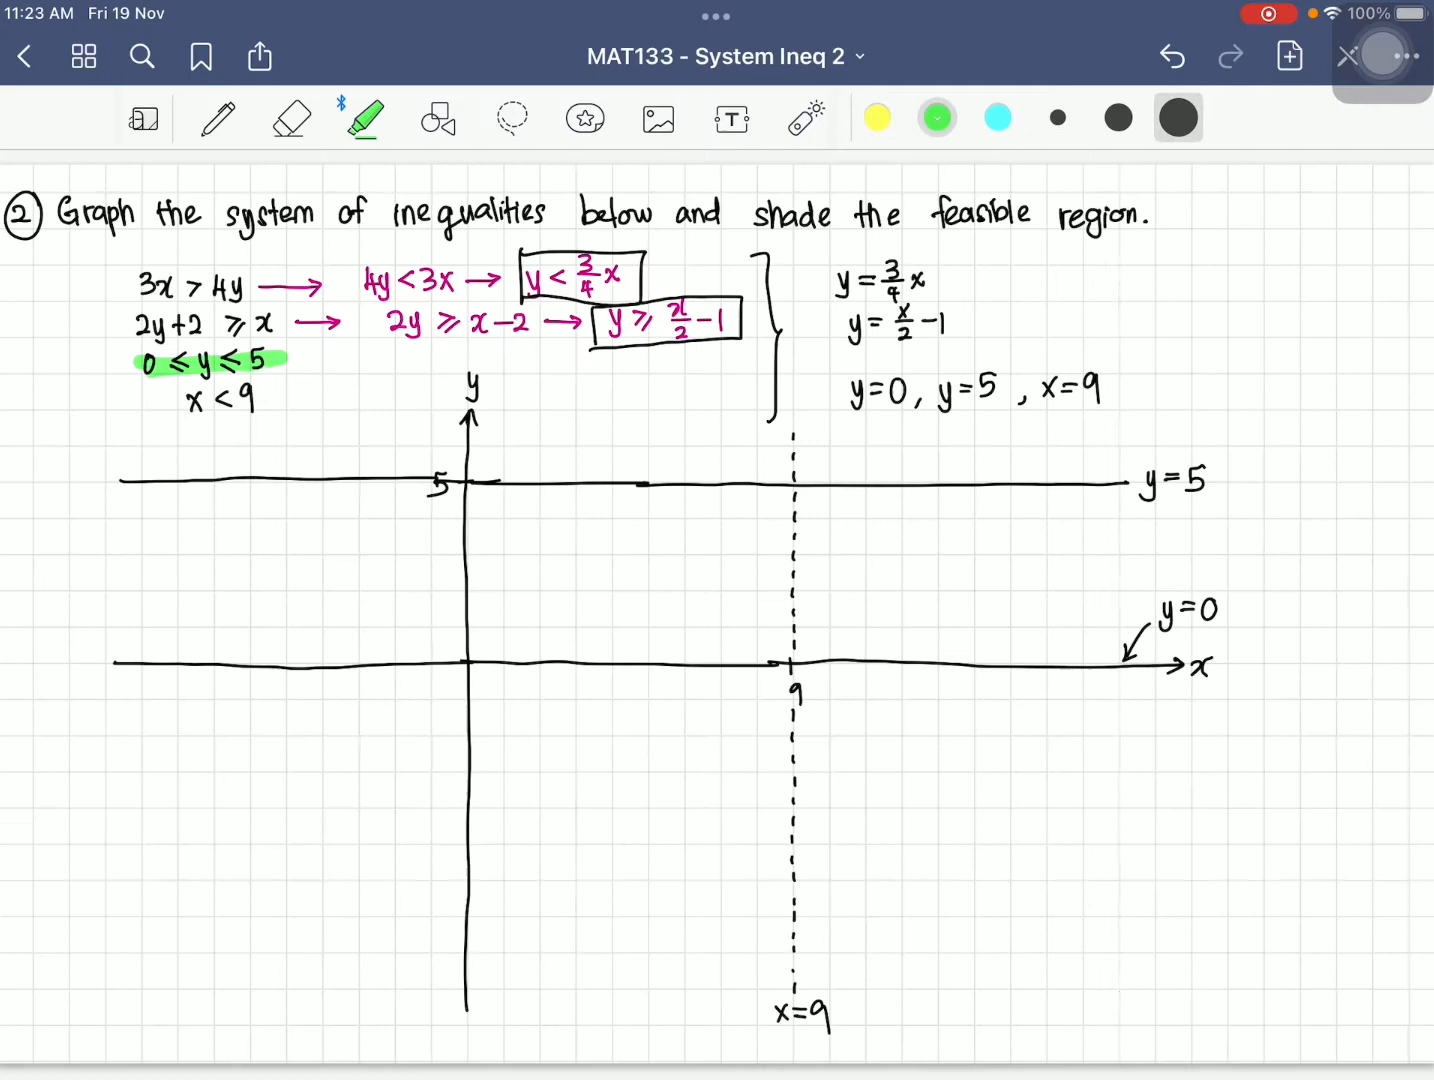 11:23 AM Fri 19 Nov
100%
MAT133 - System Ineq 2
T
② Graph the system of inequalities below and shade the feasible region.
3x > 4y → 4y < 3x → y < 3/4 x
2y + 2 ⩾ x → 2y ⩾ x - 2 → y ⩾ x/2 - 1
0 ⩽ y ⩽ 5
x < 9
y = 3/4 x
y = x/2 - 1
y = 0, y = 5, x = 9
y
5
y = 5
y = 0
x
9
x = 9